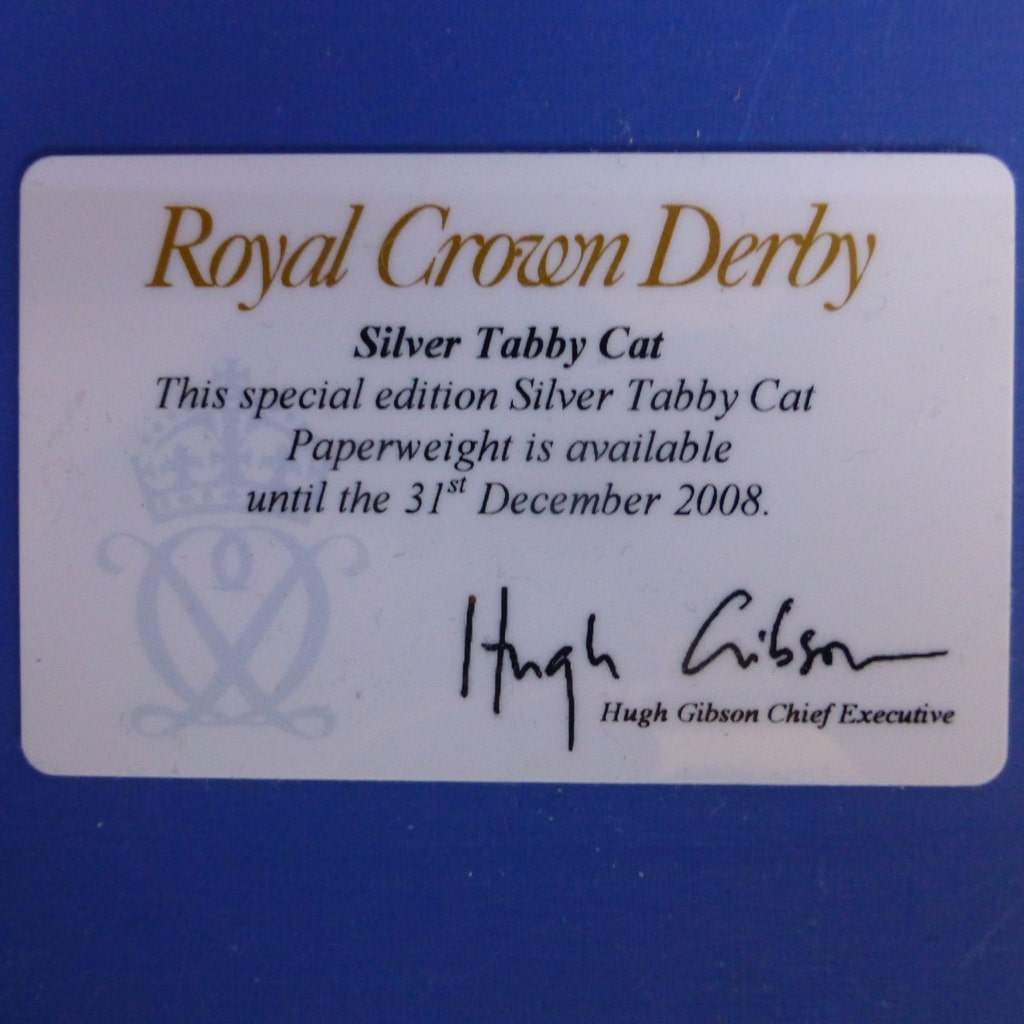 Royal Crown Derby
Silver Tabby Cat
This special edition Silver Tabby Cat
Paperweight is available
until the 31st December 2008.
Hugh Gibson
Hugh Gibson Chief Executive